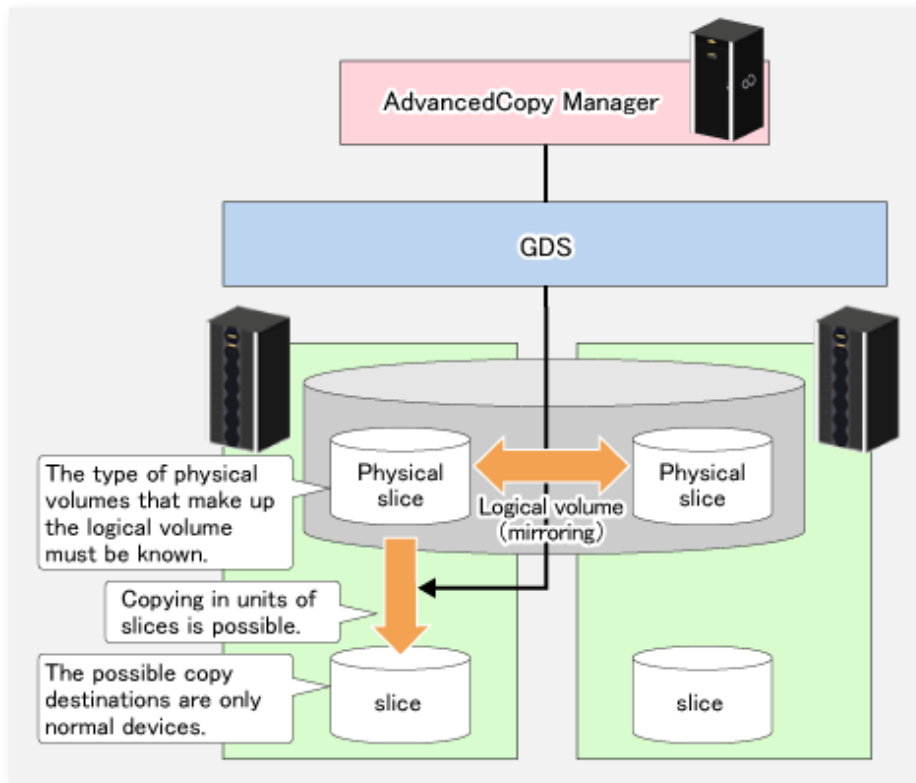 AdvancedCopy Manager
GDS
Physical
slice
Physical
slice
Logical volume
(mirroring)
The type of physical
volumes that make up
the logical volume
must be known.
Copying in units of
slices is possible.
The possible copy
destinations are only
normal devices.
slice
slice